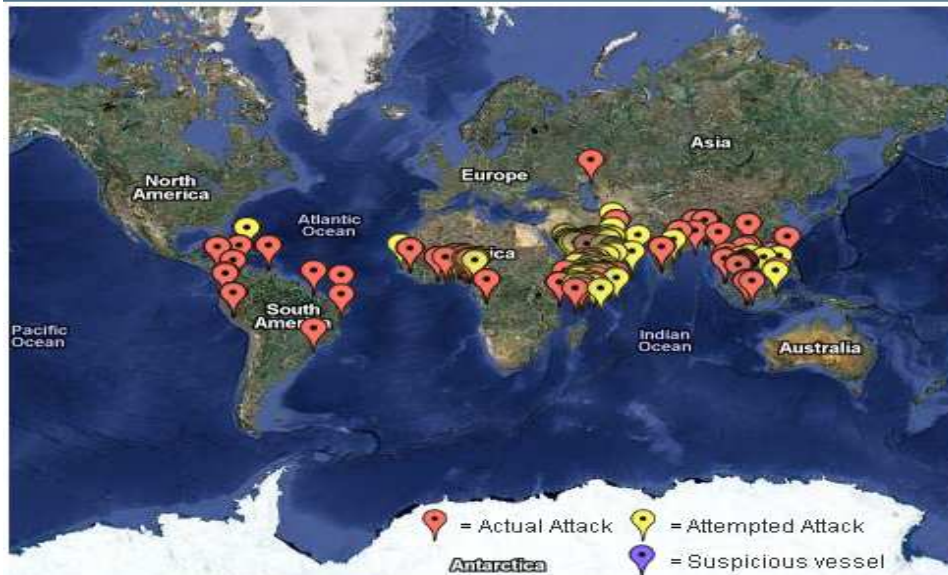 Asia
Europe
North
America
Atlantic
Ocean
South
Pacific
Ocean
Indian
Ocean
Australia
= Actual Attack
= Attempted Attack
= Suspicious vessel
Antarctica